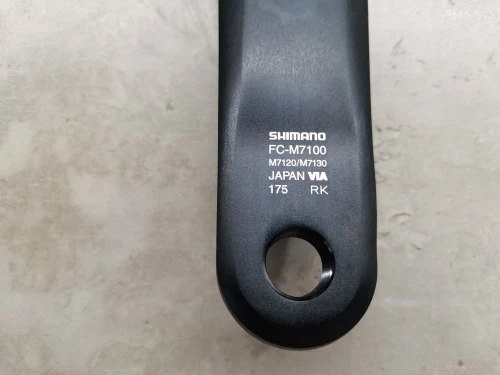 SHIMANO
FC-M7100
M7120/M7130
JAPAN VIA
175 RK